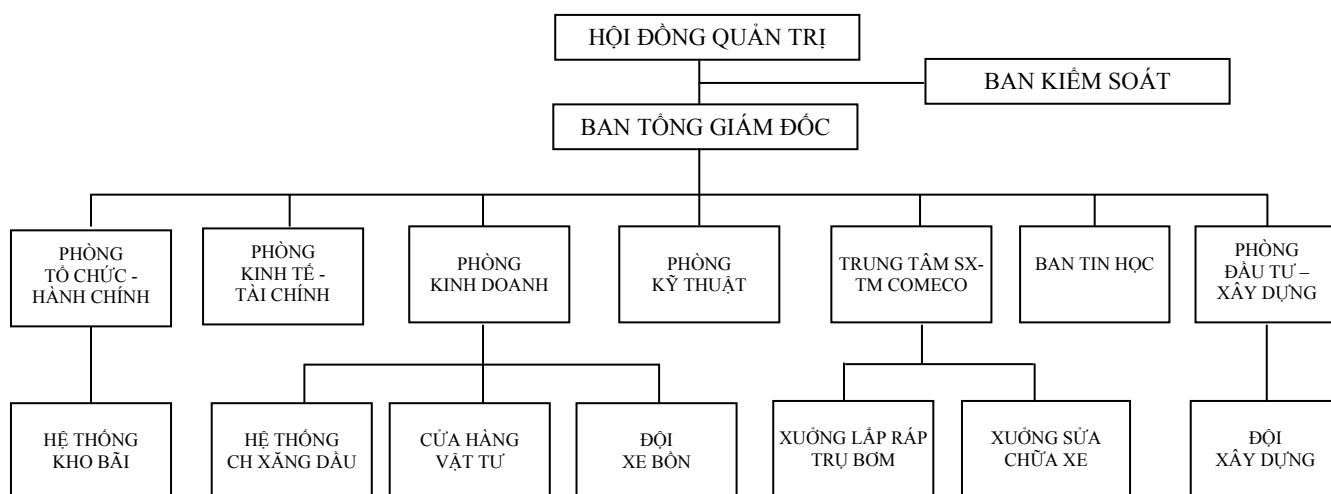 HỘI ĐỒNG QUẢN TRỊ
BAN KIỂM SOÁT
BAN TỔNG GIÁM ĐỐC
PHÒNG
TỔ CHỨC -
HÀNH CHÍNH
PHÒNG
KINH TẾ -
TÀI CHÍNH
PHÒNG
KINH DOANH
PHÒNG
KỸ THUẬT
TRUNG TÂM SX-
TM COMECO
BAN TIN HỌC
PHÒNG
ĐẦU TƯ –
XÂY DỰNG
HỆ THỐNG
KHO BÃI
HỆ THỐNG
CH XĂNG DẦU
CỬA HÀNG
VẬT TƯ
ĐỘI
XE BỒN
XUỞNG LẮP RÁP
TRỤ BƠM
XUỞNG SỬA
CHỮA XE
ĐỘI
XÂY DỰNG